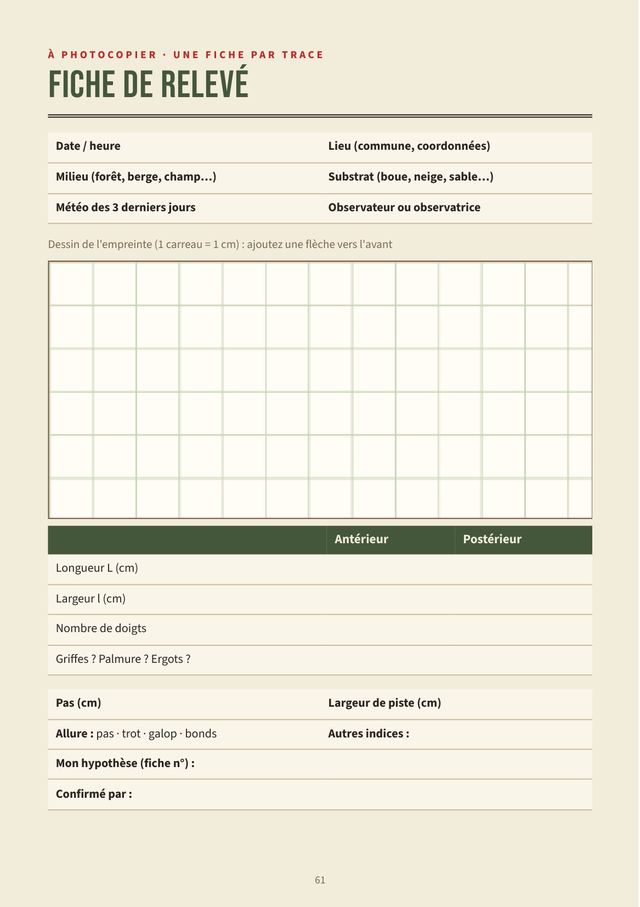 À PHOTOCOPIER · UNE FICHE PAR TRACE
FICHE DE RELEVÉ
Date / heure
Lieu (commune, coordonnées)
Milieu (forêt, berge, champ…)
Substrat (boue, neige, sable…)
Météo des 3 derniers jours
Observateur ou observatrice
Dessin de l'empreinte (1 carreau = 1 cm) : ajoutez une flèche vers l'avant
Antérieur
Postérieur
Longueur L (cm)
Largeur l (cm)
Nombre de doigts
Griffes ? Palmure ? Ergots ?
Pas (cm)
Largeur de piste (cm)
Allure : pas · trot · galop · bonds
Autres indices :
Mon hypothèse (fiche n°) :
Confirmé par :
61